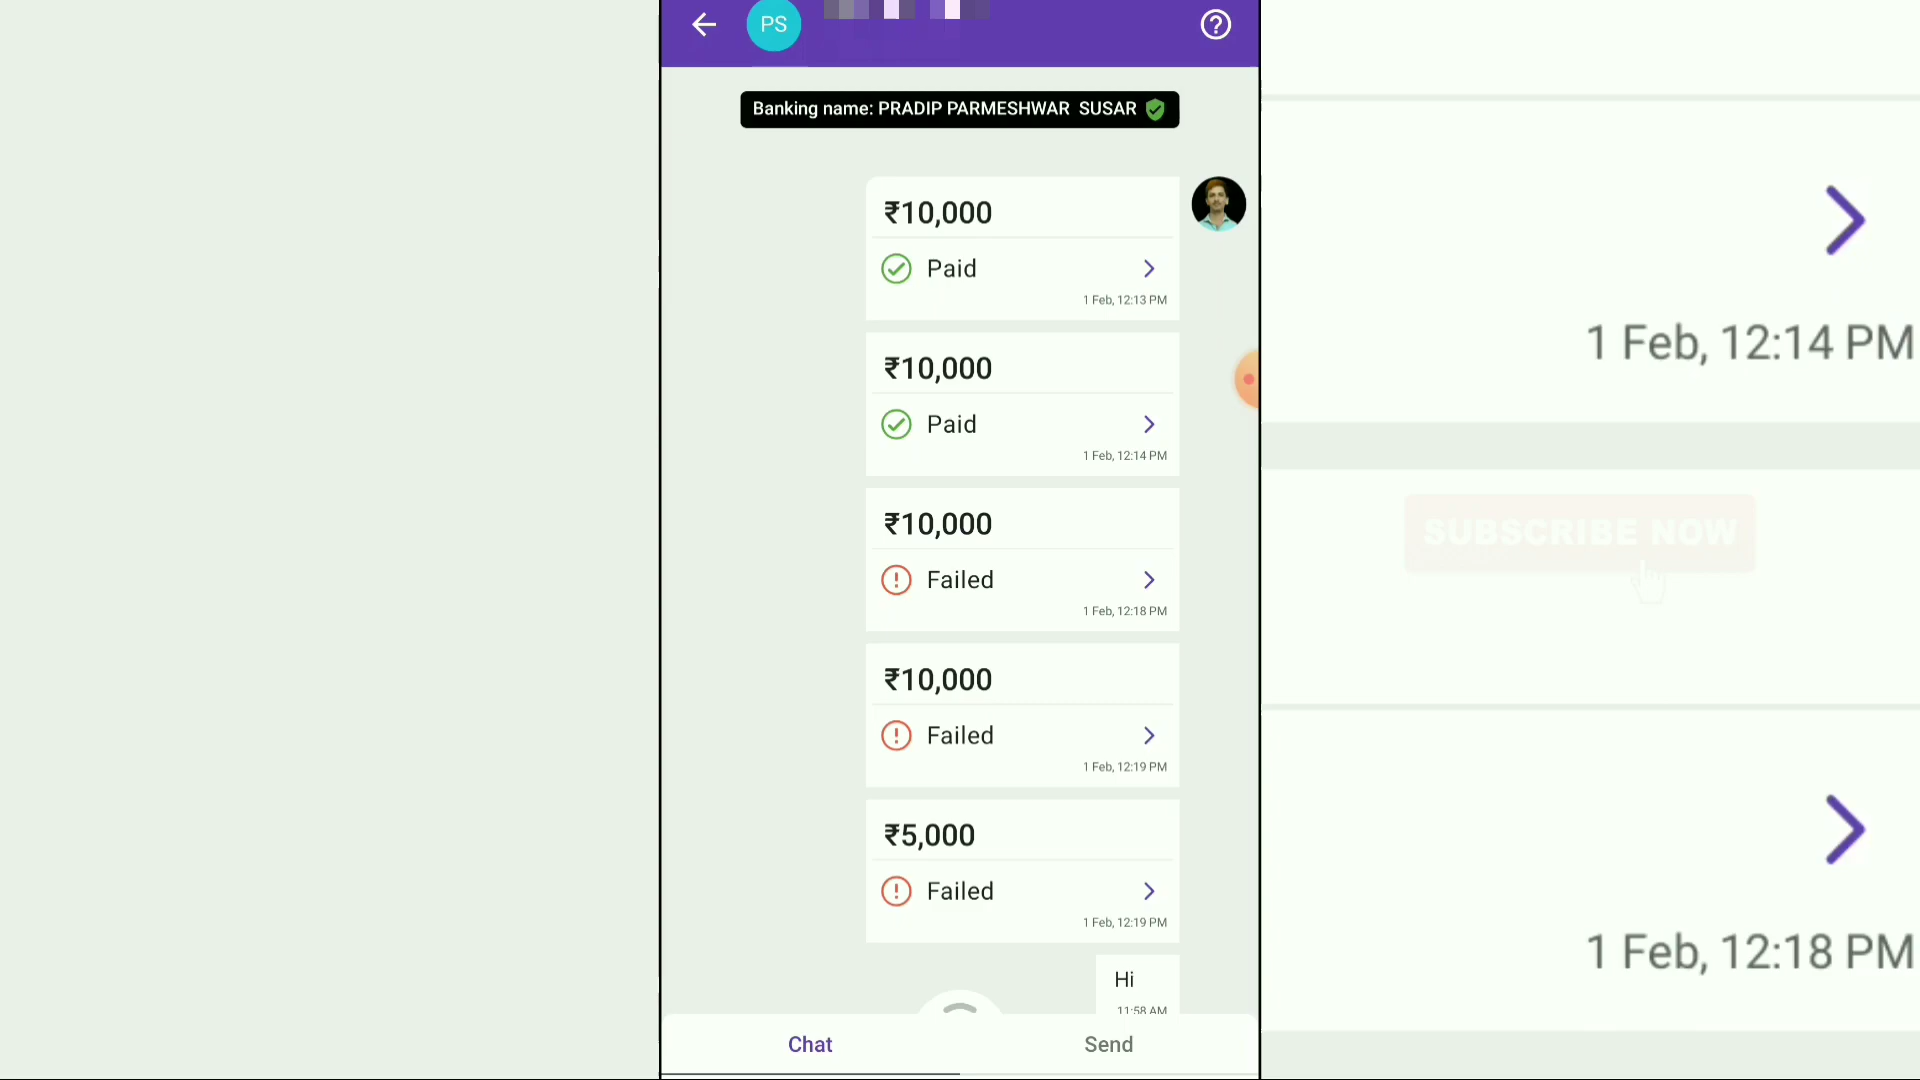 PS
Banking name: PRADIP PARMESHWAR SUSAR
₹10,000
Paid
1 Feb, 12:13 PM
₹10,000
Paid
1 Feb, 12:14 PM
₹10,000
Failed
1 Feb, 12:18 PM
₹10,000
Failed
1 Feb, 12:19 PM
₹5,000
Failed
1 Feb, 12:19 PM
Hi
11:58 AM
Chat
Send
1 Feb, 12:14 PM
SUBSCRIBE NOW
1 Feb, 12:18 PM